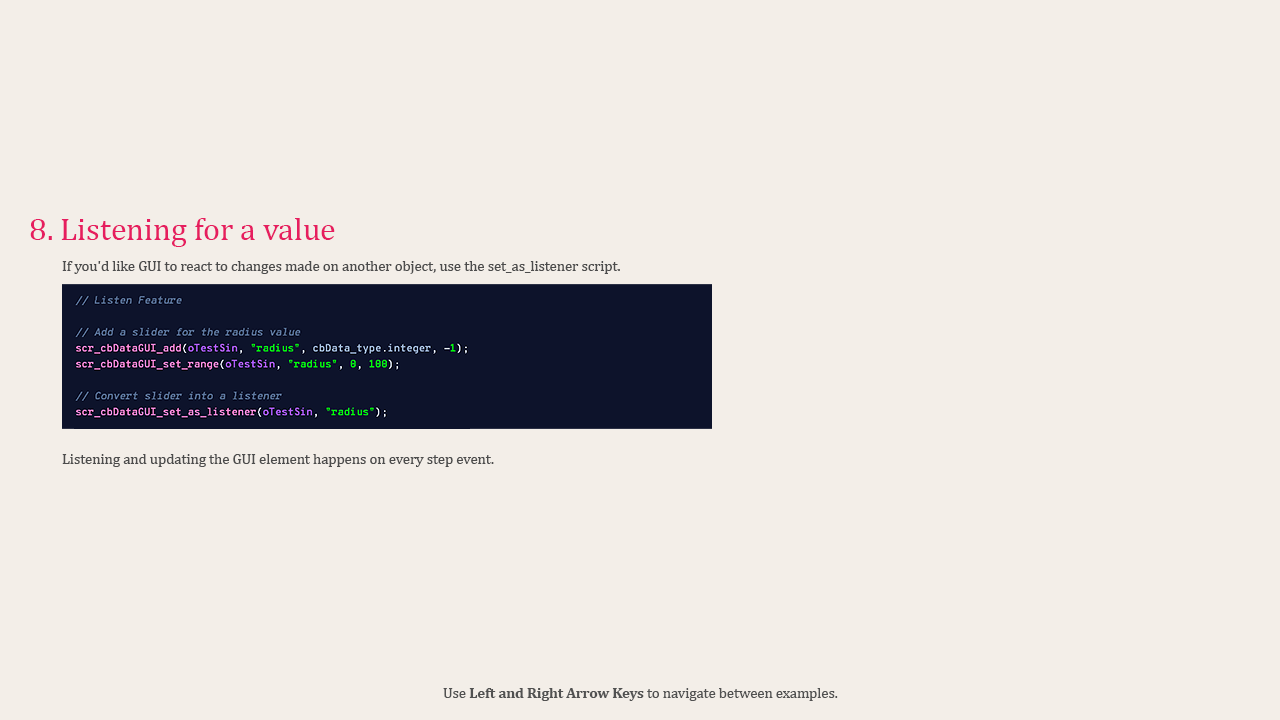 8. Listening for a value
If you'd like GUI to react to changes made on another object, use the set_as_listener script.
// Listen Feature
// Add a slider for the radius value
scr_cbDataGUI_add(oTestSin, "radius", cbData_type.integer, -1);
scr_cbDataGUI_set_range(oTestSin, "radius", 0, 100);
// Convert slider into a listener
scr_cbDataGUI_set_as_listener(oTestSin, "radius");
Listening and updating the GUI element happens on every step event.
Use Left and Right Arrow Keys to navigate between examples.